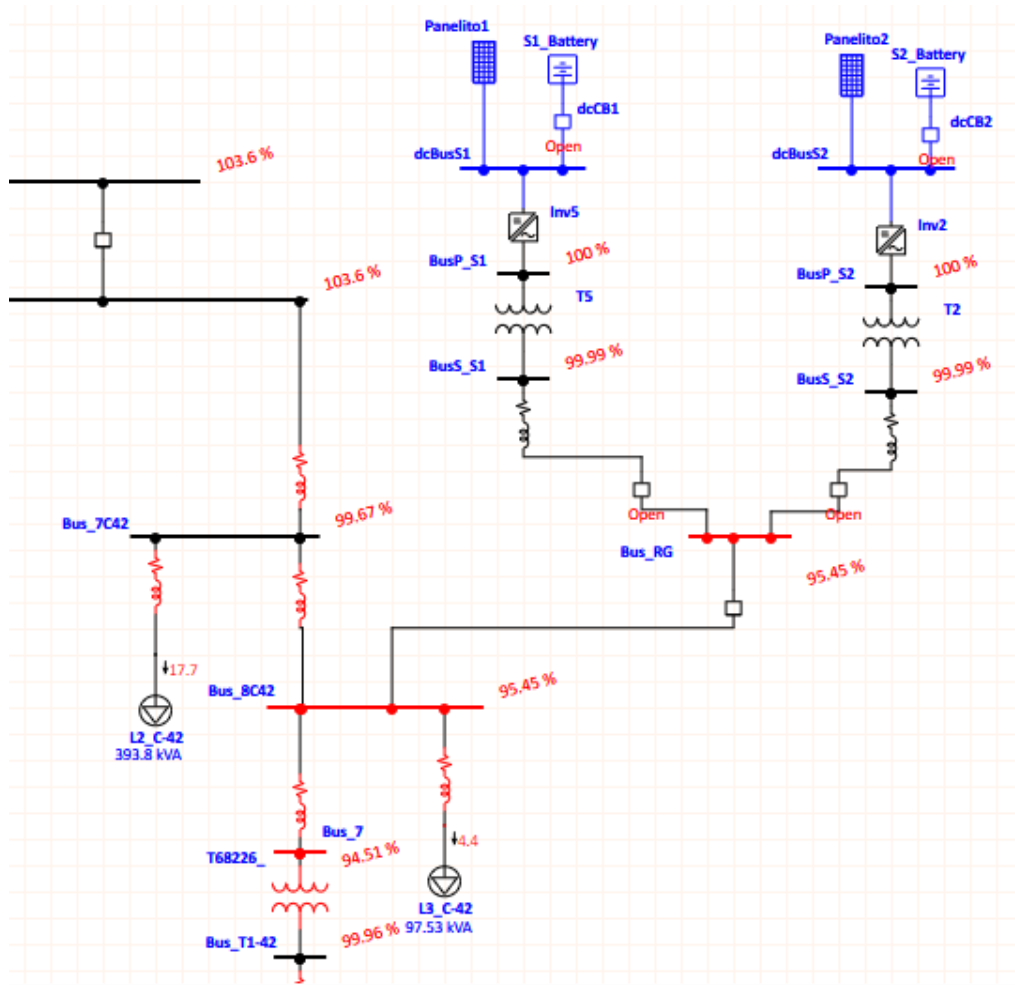 Panelito1
S1_Battery
dcCB1
Open
dcBusS1
Inv5
BusP_S1
100 %
T5
BusS_S1
99.99 %
Open
Panelito2
S2_Battery
dcCB2
Open
dcBusS2
Inv2
BusP_S2
100 %
T2
BusS_S2
99.99 %
Open
103.6 %
103.6 %
Bus_7C42
99.67 %
Bus_RG
95.45 %
17.7
L2_C-42
393.8 kVA
Bus_8C42
95.45 %
Bus_7
T68226_
94.51 %
4.4
L3_C-42
97.53 kVA
Bus_T1-42
99.96 %